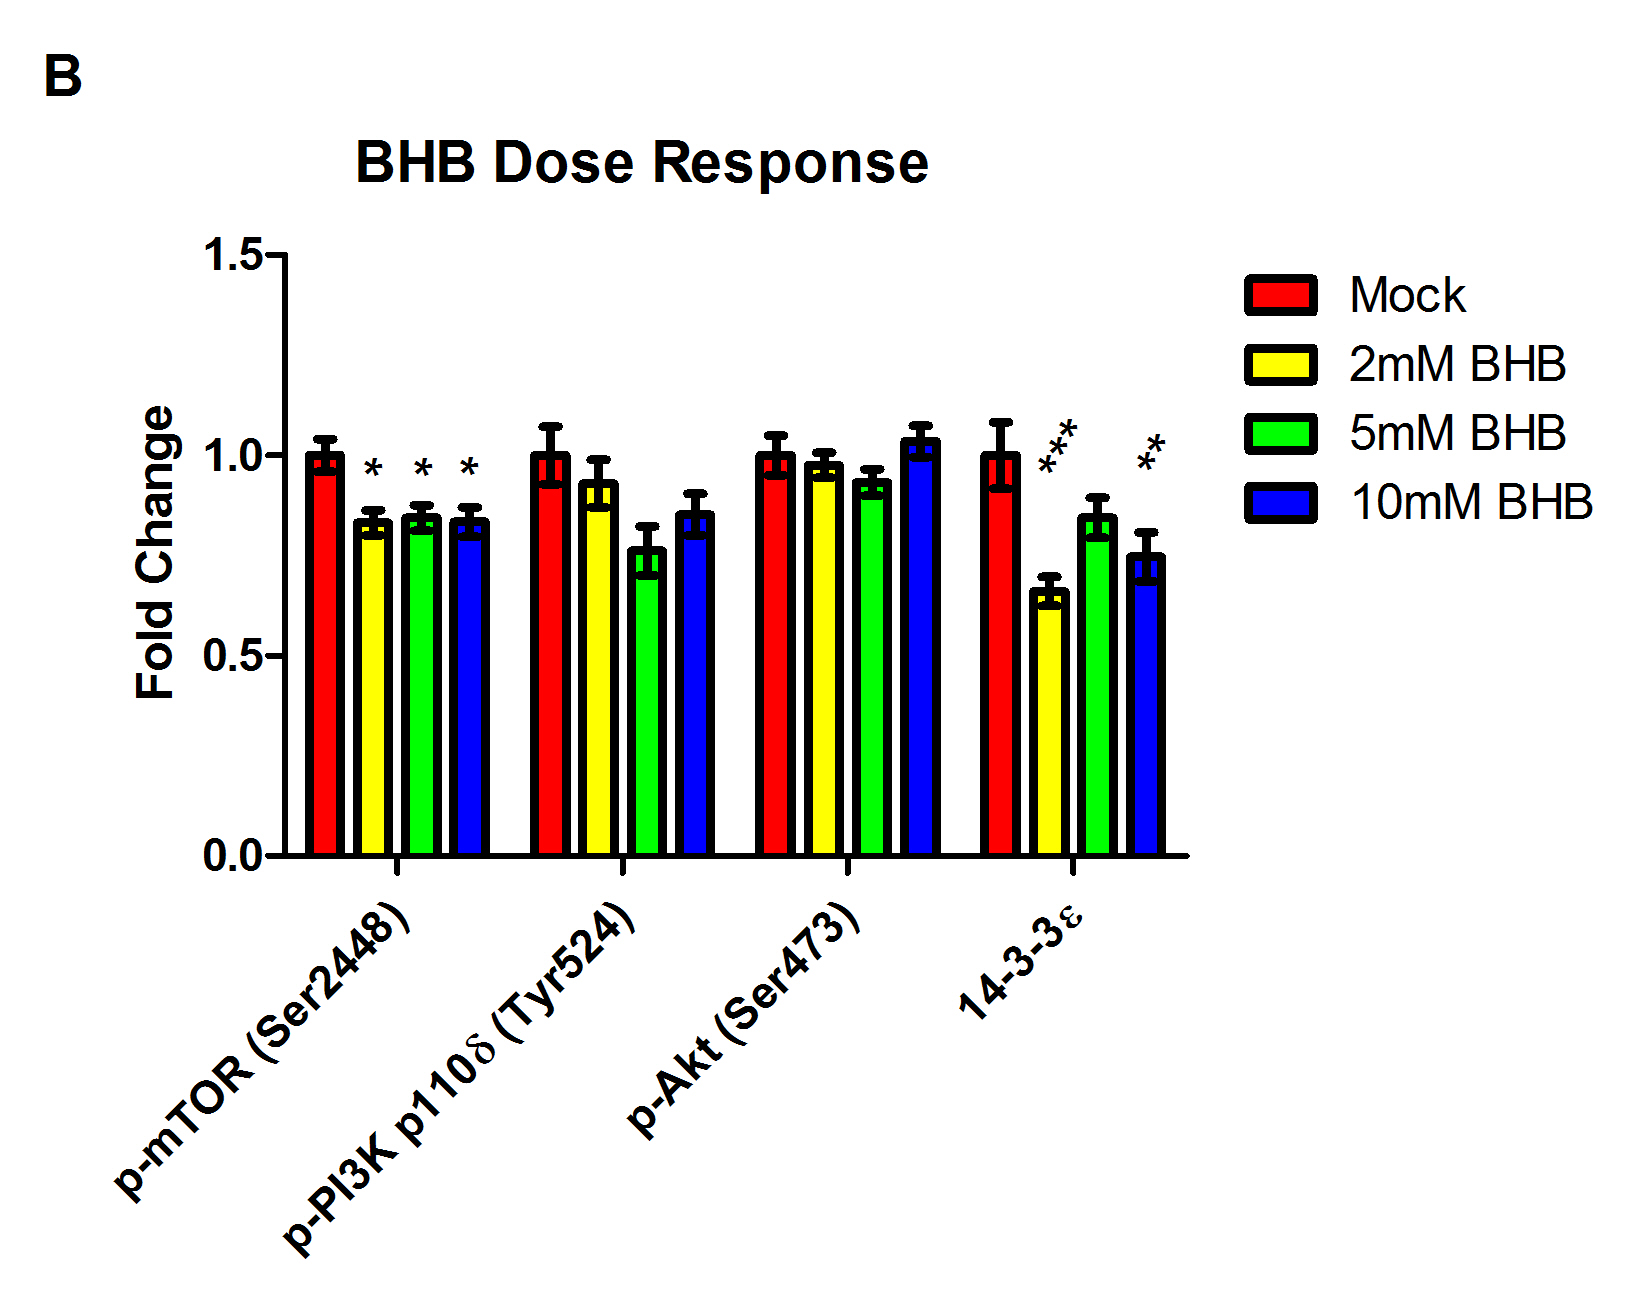 B
BHB Dose Response
1.5
1.0
0.5
0.0
Fold Change
* * *
***
**
Mock
2mM BHB
5mM BHB
10mM BHB
p-mTOR (Ser2448)
p-PI3K p110δ (Tyr524)
p-Akt (Ser473)
14-3-3ε